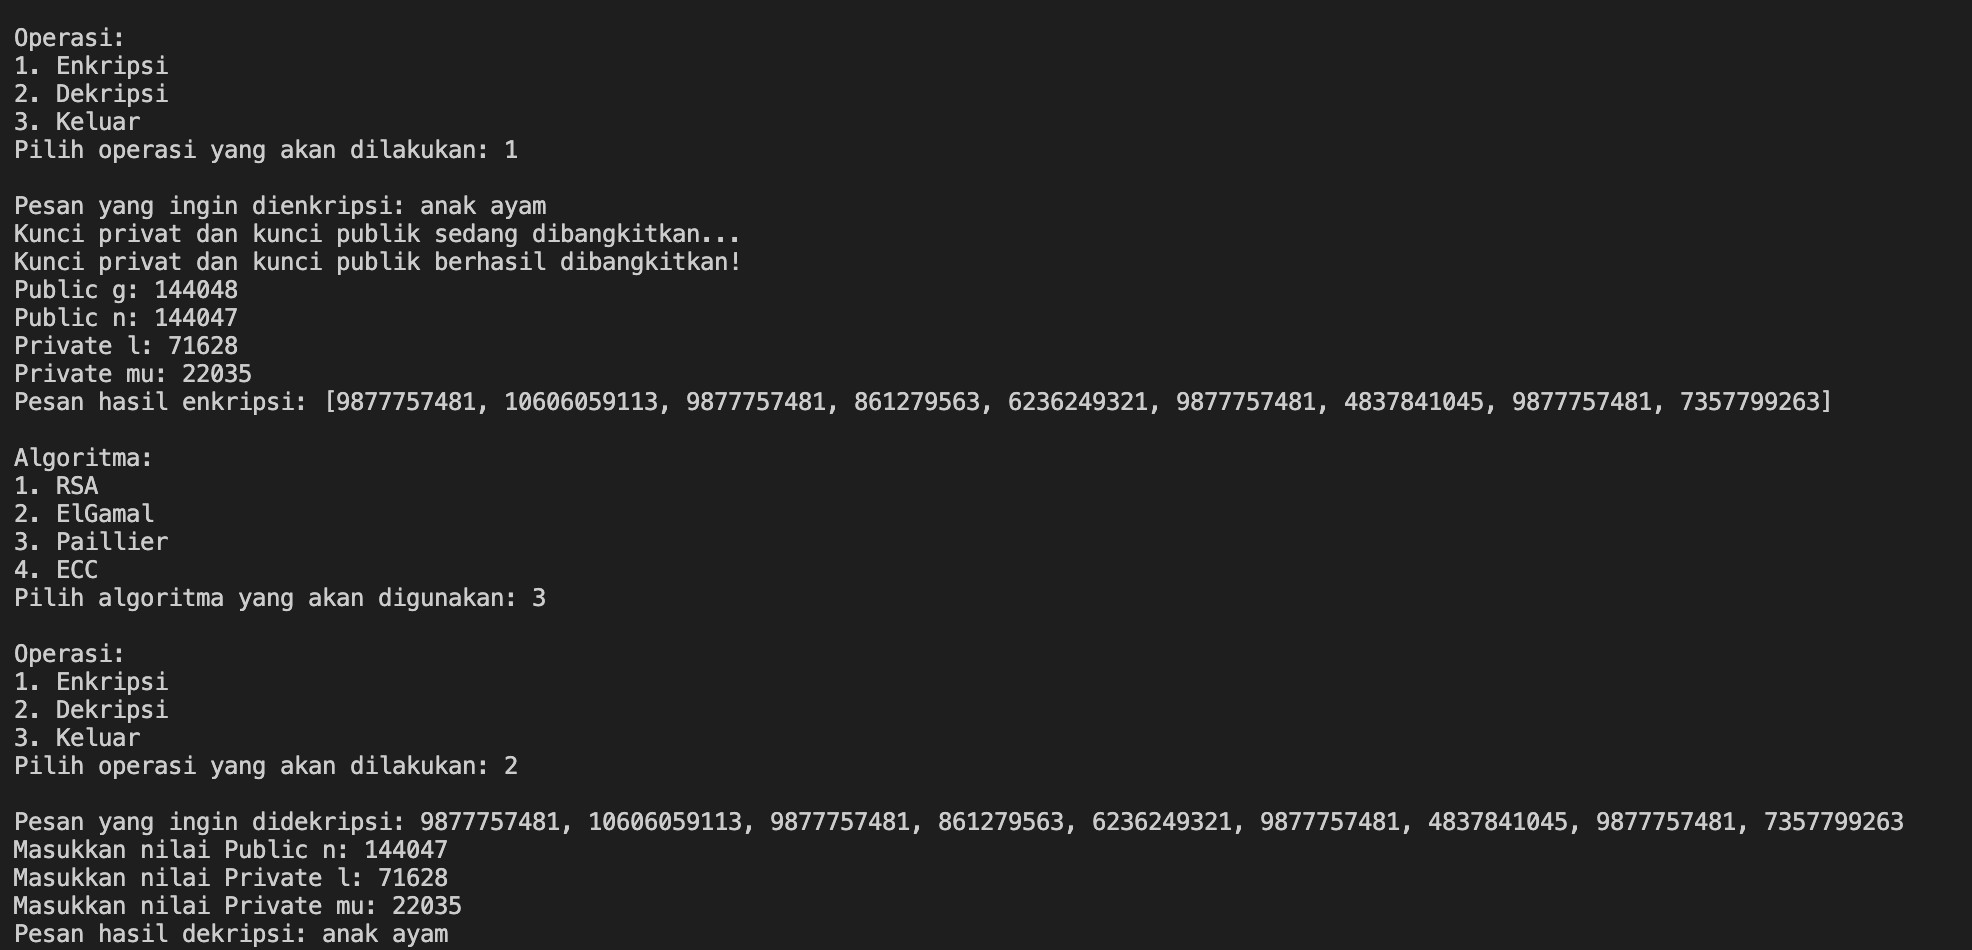 Operasi:
1. Enkripsi
2. Dekripsi
3. Keluar
Pilih operasi yang akan dilakukan: 1
Pesan yang ingin dienkripsi: anak ayam
Kunci privat dan kunci publik sedang dibangkitkan...
Kunci privat dan kunci publik berhasil dibangkitkan!
Public g: 144048
Public n: 144047
Private l: 71628
Private mu: 22035
Pesan hasil enkripsi: [9877757481, 10606059113, 9877757481, 861279563, 6236249321, 9877757481, 4837841045, 9877757481, 7357799263]
Algoritma:
1. RSA
2. ElGamal
3. Paillier
4. ECC
Pilih algoritma yang akan digunakan: 3
Operasi:
1. Enkripsi
2. Dekripsi
3. Keluar
Pilih operasi yang akan dilakukan: 2
Pesan yang ingin didekripsi: 9877757481, 10606059113, 9877757481, 861279563, 6236249321, 9877757481, 4837841045, 9877757481, 7357799263
Masukkan nilai Public n: 144047
Masukkan nilai Private l: 71628
Masukkan nilai Private mu: 22035
Pesan hasil dekripsi: anak ayam